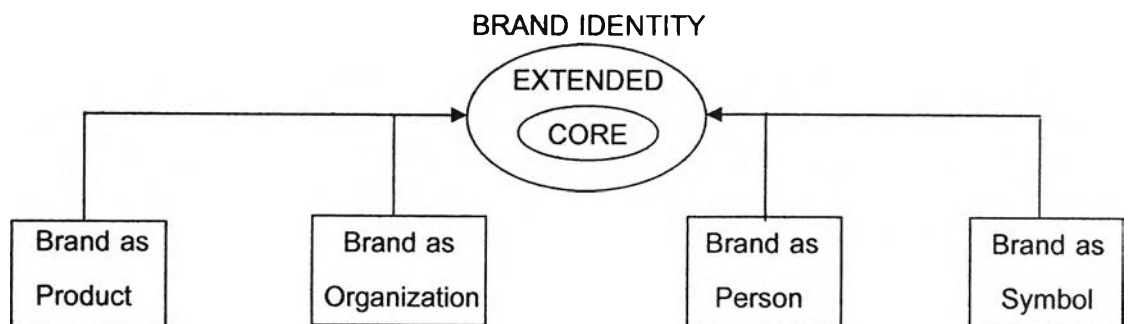 BRAND IDENTITY
EXTENDED
CORE
Brand as
Product
Brand as
Organization
Brand as
Person
Brand as
Symbol